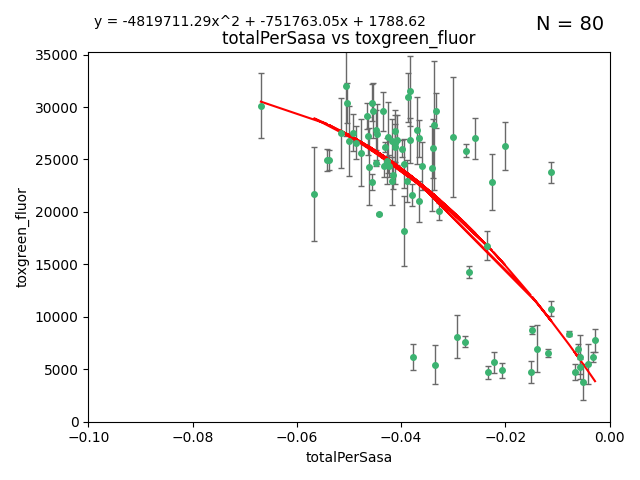 y = -4819711.29x^2 + -751763.05x + 1788.62
N = 80
totalPerSasa vs toxgreen_fluor
35000
30000
25000
20000
15000
10000
5000
0
toxgreen_fluor
−0.10 −0.08 −0.06 −0.04 −0.02 0.00
totalPerSasa